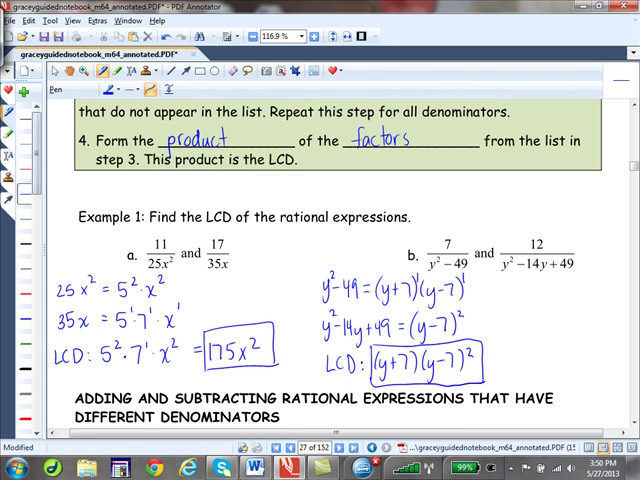 graceyguidednotebook_m64_annotated.PDF* - PDF Annotator
File Edit View Tool Insert Document Extras Window Help
116.9 %
graceyguidednotebook_m64_annotated.PDF*
Pen
that do not appear in the list. Repeat this step for all denominators.
4. Form the product of the factors from the list in
step 3. This product is the LCD.
Example 1: Find the LCD of the rational expressions.
a. 11/25x² and 17/35x
b. 7/y² − 49 and 12/y² − 14y + 49
25x² = 5² · x²
35x = 5¹ · 7¹ · x¹
LCD: 5² · 7¹ · x² = 175x²
y² − 49 = (y+7)¹(y−7)¹
y² − 14y + 49 = (y−7)²
LCD: (y+7)(y−7)²
ADDING AND SUBTRACTING RATIONAL EXPRESSIONS THAT HAVE
DIFFERENT DENOMINATORS
Modified
27 of 152
graceyguidednotebook_m64_annotated.PDF (15
99%
3:50 PM
5/27/2013